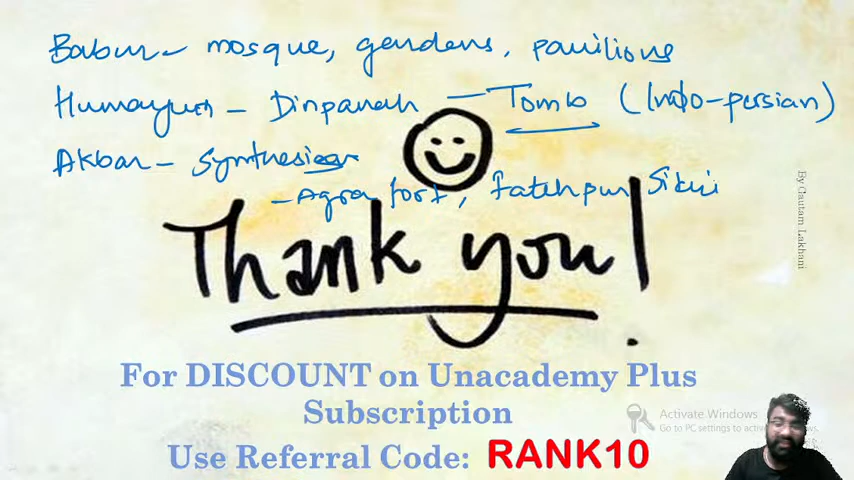 Babur - mosque, gardens, pavilions
Humayun - Dinpanah - Tomb (Indo-persian)
Akbar - Synthesis
- Agra fort, Fatehpur Sikri
Thank you!
By Gautam Lakhani
For DISCOUNT on Unacademy Plus
Subscription
Use Referral Code: RANK10
Activate Windows
Go to PC settings to activate Windows.